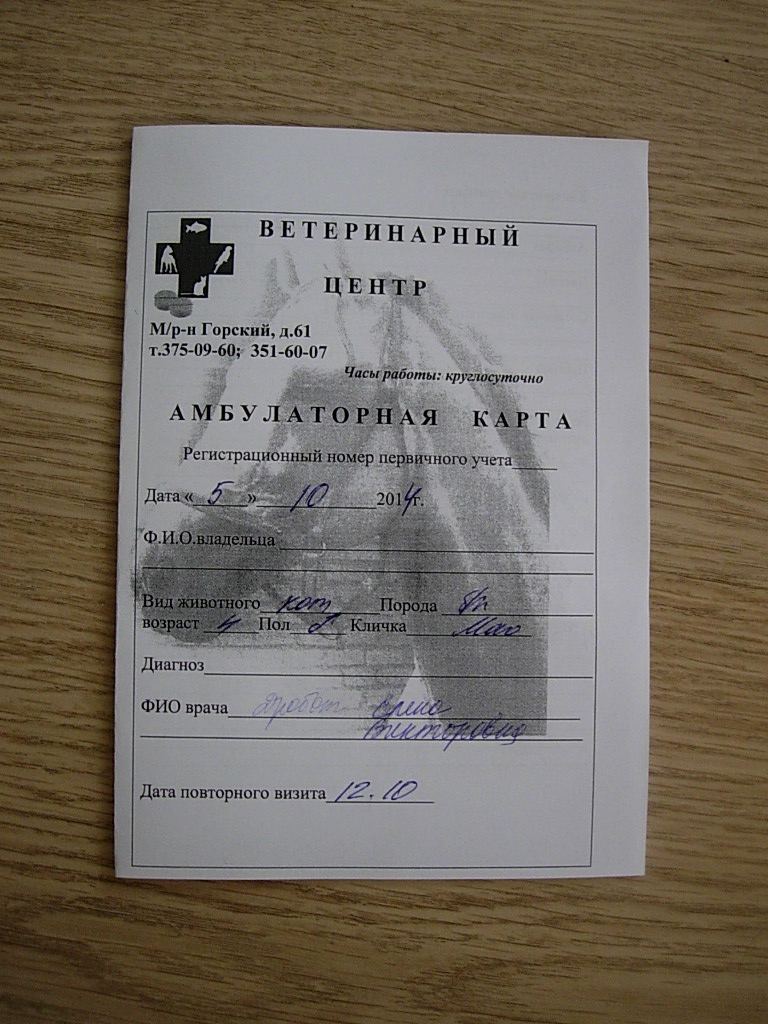 ВЕТЕРИНАРНЫЙ
ЦЕНТР
М/р-н Горский, д.61
т.375-09-60; 351-60-07
Часы работы: круглосуточно
АМБУЛАТОРНАЯ КАРТА
Регистрационный номер первичного учета
Дата « 5 » 10 2014г.
Ф.И.О.владельца
Вид животного кот Порода
возраст 4 Пол Кличка
Диагноз
ФИО врача Дробот
Викторовна
Дата повторного визита 12.10